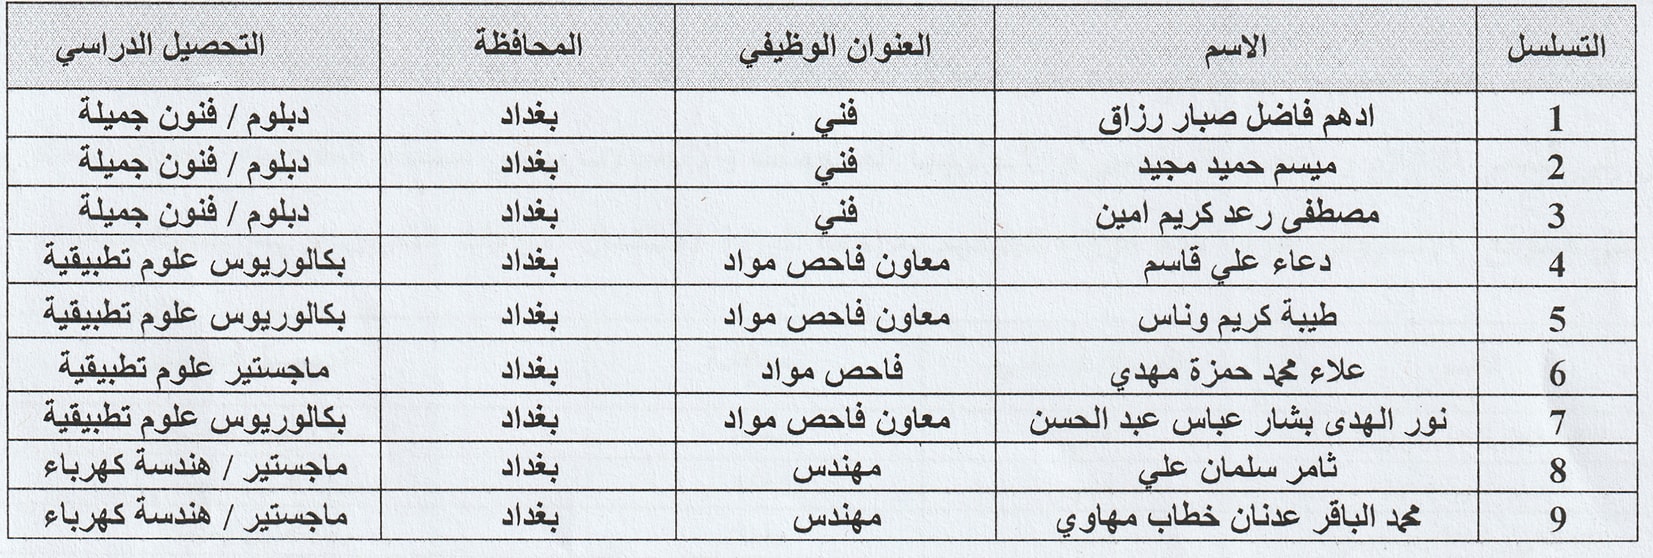 التسلسل الاسم العنوان الوظيفي المحافظة التحصيل الدراسي
1 ادهم فاضل صبار رزاق فني بغداد دبلوم / فنون جميلة
2 ميسم حميد مجيد فني بغداد دبلوم / فنون جميلة
3 مصطفى رعد كريم امين فني بغداد دبلوم / فنون جميلة
4 دعاء علي قاسم معاون فاحص مواد بغداد بكالوريوس علوم تطبيقية
5 طيبة كريم وناس معاون فاحص مواد بغداد بكالوريوس علوم تطبيقية
6 علاء محمد حمزة مهدي فاحص مواد بغداد ماجستير علوم تطبيقية
7 نور الهدى بشار عباس عبد الحسن معاون فاحص مواد بغداد بكالوريوس علوم تطبيقية
8 ثامر سلمان علي مهندس بغداد ماجستير / هندسة كهرباء
9 محمد الباقر عدنان خطاب مهاوي مهندس بغداد ماجستير / هندسة كهرباء